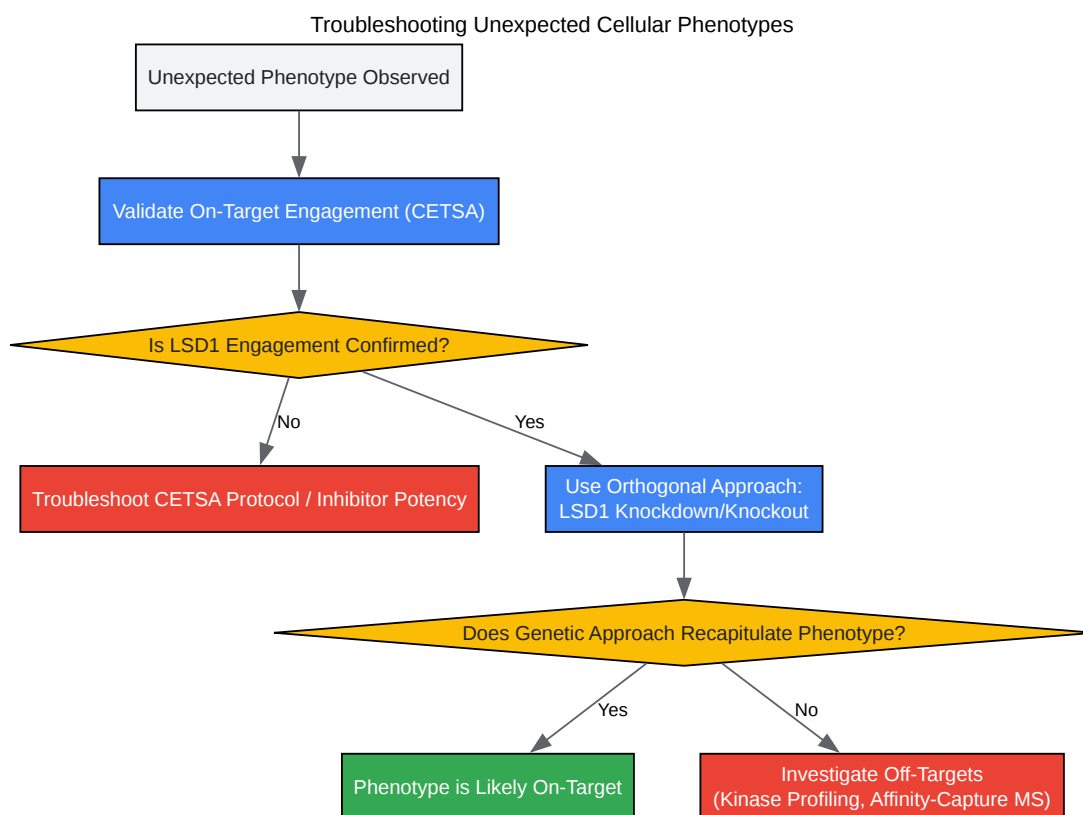 Troubleshooting Unexpected Cellular Phenotypes
Unexpected Phenotype Observed
Validate On-Target Engagement (CETSA)
Is LSD1 Engagement Confirmed?
No
Yes
Troubleshoot CETSA Protocol / Inhibitor Potency
Use Orthogonal Approach:
LSD1 Knockdown/Knockout
Does Genetic Approach Recapitulate Phenotype?
Yes
No
Phenotype is Likely On-Target
Investigate Off-Targets
(Kinase Profiling, Affinity-Capture MS)